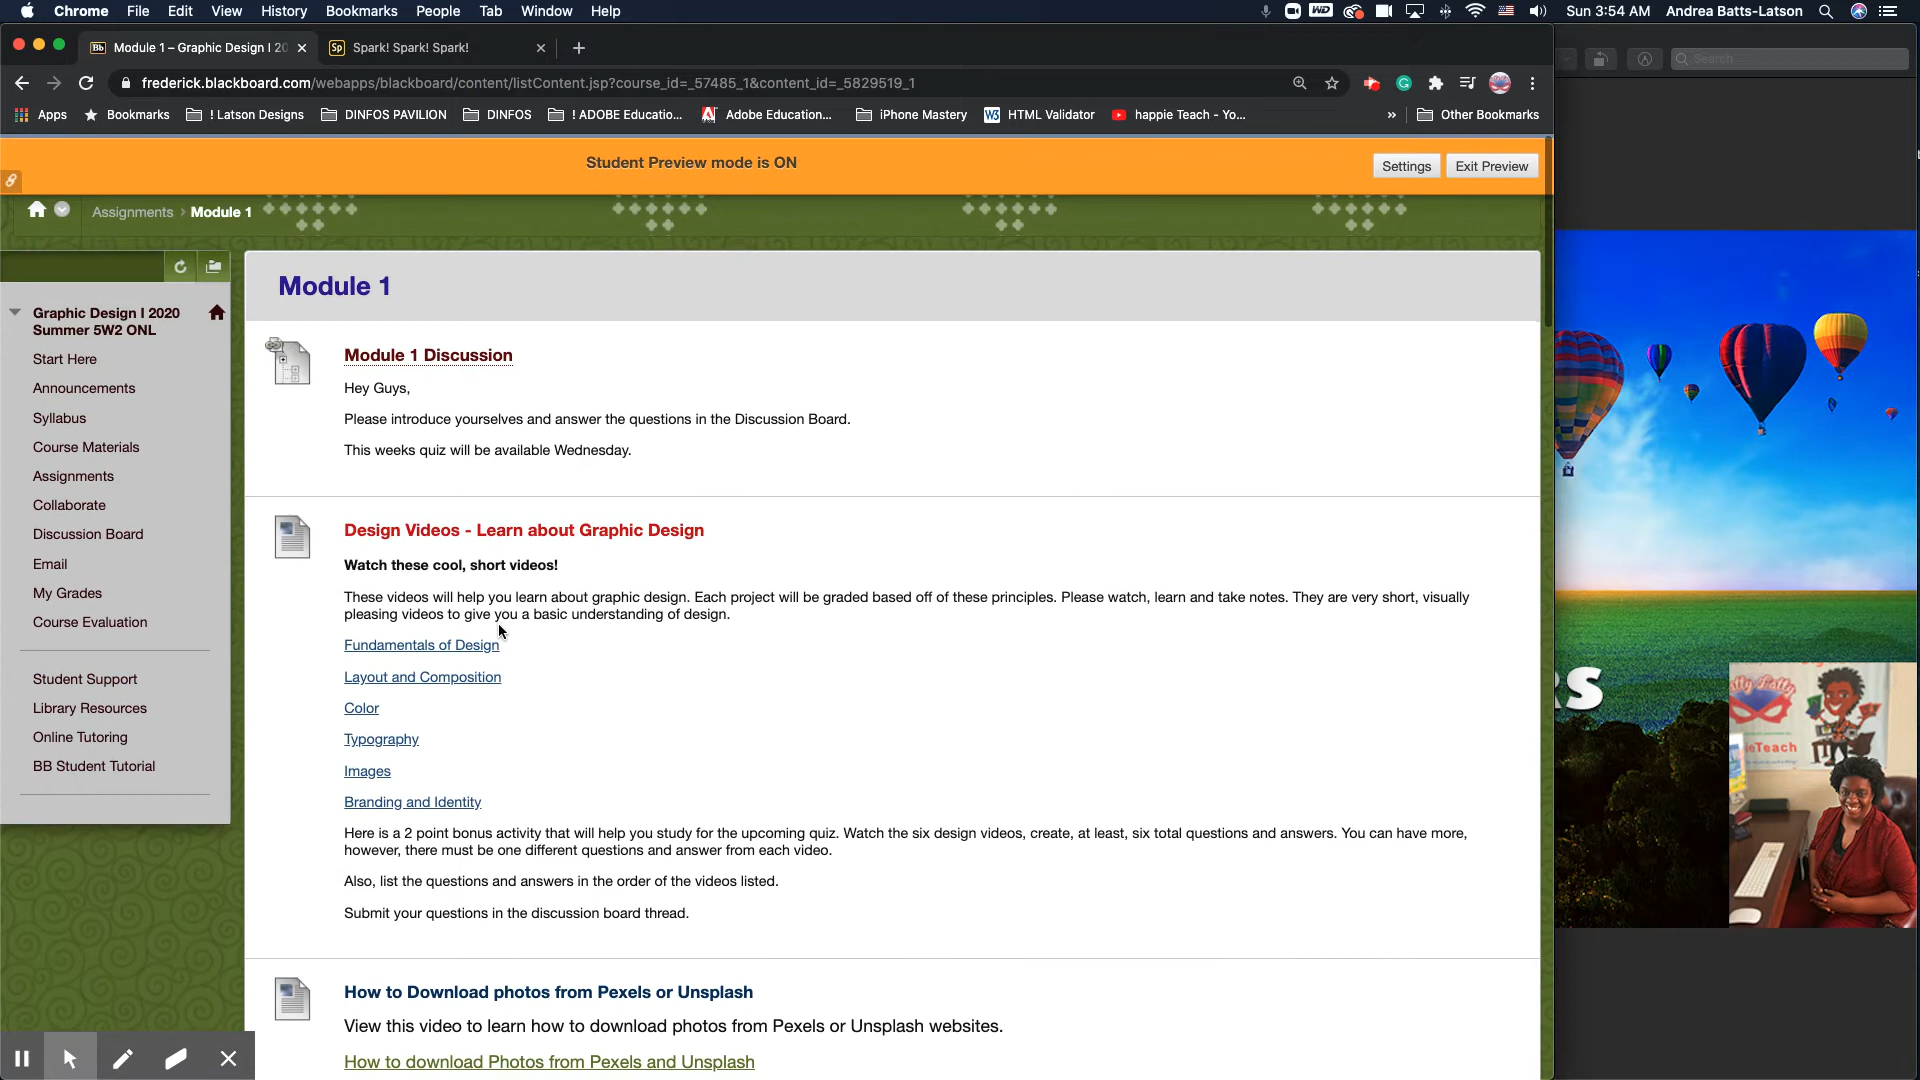 Chrome File Edit View History Bookmarks People Tab Window Help
WD
Sun 3:54 AM Andrea Batts-Latson
Bb Module 1 – Graphic Design I 20
Sp Spark! Spark! Spark!
Search
frederick.blackboard.com/webapps/blackboard/content/listContent.jsp?course_id=_57485_1&content_id=_5829519_1
Apps Bookmarks ! Latson Designs DINFOS PAVILION DINFOS ! ADOBE Educatio... Adobe Education... iPhone Mastery W3 HTML Validator happie Teach - Yo... » Other Bookmarks
Student Preview mode is ON
Settings Exit Preview
Assignments › Module 1
Graphic Design I 2020
Summer 5W2 ONL
Start Here
Announcements
Syllabus
Course Materials
Assignments
Collaborate
Discussion Board
Email
My Grades
Course Evaluation
Student Support
Library Resources
Online Tutoring
BB Student Tutorial
Module 1
Module 1 Discussion
Hey Guys,
Please introduce yourselves and answer the questions in the Discussion Board.
This weeks quiz will be available Wednesday.
Design Videos - Learn about Graphic Design
Watch these cool, short videos!
These videos will help you learn about graphic design. Each project will be graded based off of these principles. Please watch, learn and take notes. They are very short, visually
pleasing videos to give you a basic understanding of design.
Fundamentals of Design
Layout and Composition
Color
Typography
Images
Branding and Identity
Here is a 2 point bonus activity that will help you study for the upcoming quiz. Watch the six design videos, create, at least, six total questions and answers. You can have more,
however, there must be one different questions and answer from each video.
Also, list the questions and answers in the order of the videos listed.
Submit your questions in the discussion board thread.
How to Download photos from Pexels or Unsplash
View this video to learn how to download photos from Pexels or Unsplash websites.
How to download Photos from Pexels and Unsplash
RS
ieTeach